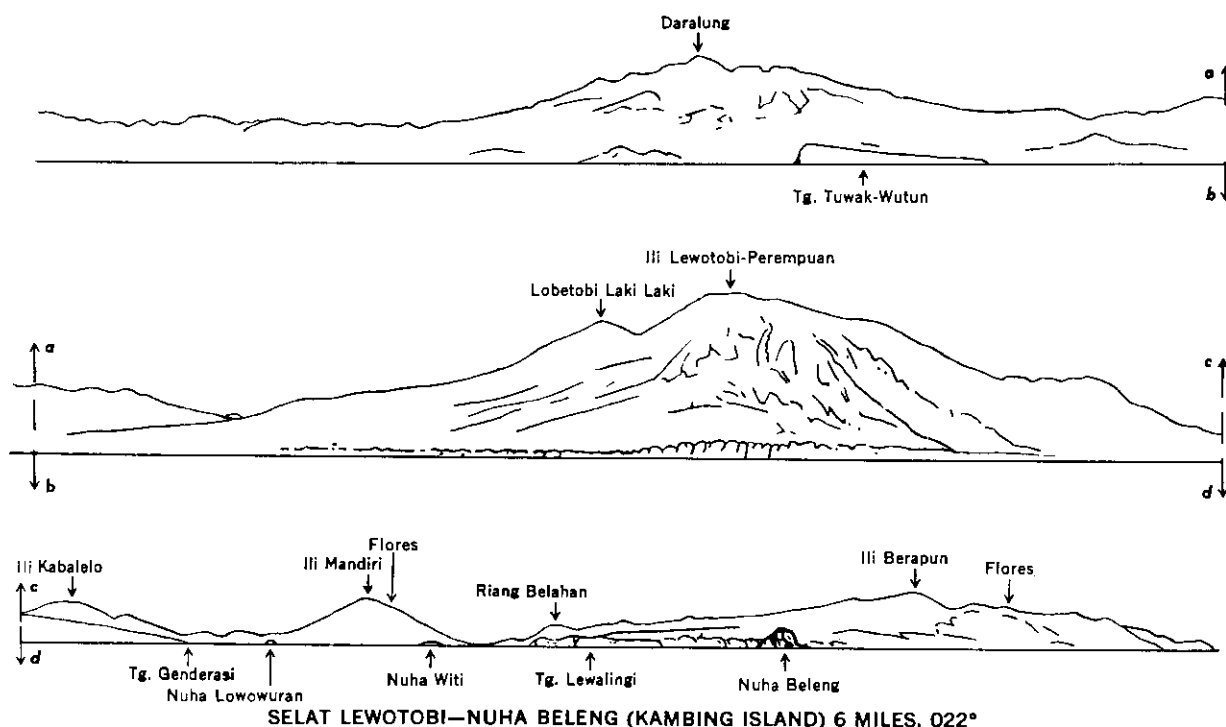 Daralung
a
Tg. Tuwak-Wutun
b
Ili Lewotobi-Perempuan
Lobetobi Laki Laki
a
c
b
d
Ili Kabalelo
Ili Mandiri
Flores
Riang Belahan
Ili Berapun
Flores
c
d
Tg. Genderasi
Nuha Lowowuran
Nuha Witi
Tg. Lewalingi
Nuha Beleng
SELAT LEWOTOBI—NUHA BELENG (KAMBING ISLAND) 6 MILES, 022°